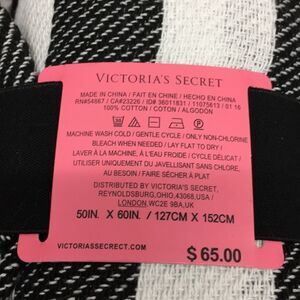 VICTORIA'S SECRET
MADE IN CHINA / FAIT EN CHINE / HECHO EN CHINA
RN#54867 / CA#23226 / ID# 36011831 / 11075613 / 01 16
100% COTTON / COTON / ALGODÓN
MACHINE WASH COLD / GENTLE CYCLE / ONLY NON-CHLORINE
BLEACH WHEN NEEDED / LAY FLAT TO DRY /
LAVER À LA MACHINE, À L'EAU FROIDE / CYCLE DÉLICAT /
UTILISER UNIQUEMENT DU JAVELLISANT SANS CHLORE,
AU BESOIN / FAIRE SÉCHER À PLAT
DISTRIBUTED BY VICTORIA'S SECRET,
REYNOLDSBURG, OHIO, 43068, USA /
LONDON, WC2E 9BA, UK
50IN. X 60IN. / 127CM X 152CM
VICTORIASSECRECT.COM
$65.00